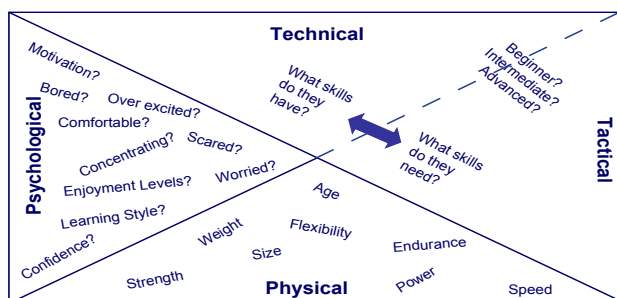 Technical
Motivation?
Bored?
Over excited?
Comfortable?
Concentrating?
Scared?
Enjoyment Levels?
Worried?
Learning Style?
Confidence?
Psychological
What skills
do they
have?
What skills
do they
need?
Beginner?
Intermediate?
Advanced?
Tactical
Age
Weight
Flexibility
Size
Endurance
Strength
Power
Speed
Physical